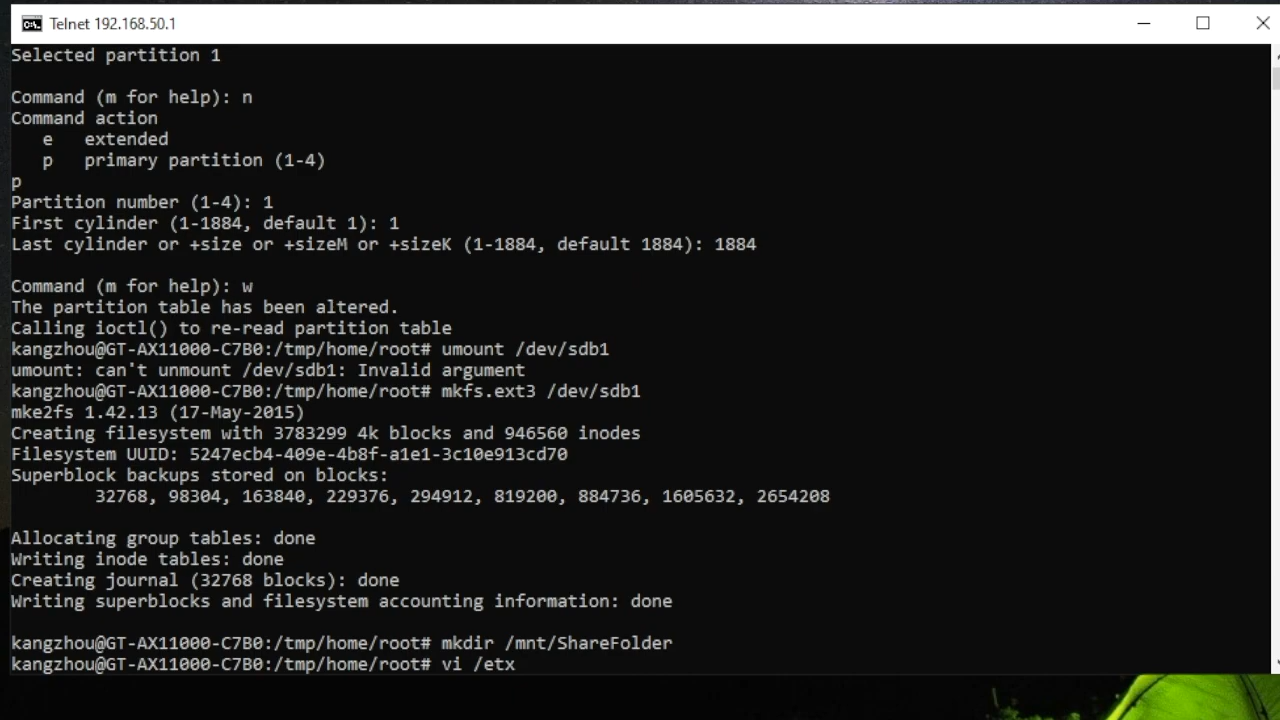 Telnet 192.168.50.1
Selected partition 1
Command (m for help): n
Command action
e extended
p primary partition (1-4)
p
Partition number (1-4): 1
First cylinder (1-1884, default 1): 1
Last cylinder or +size or +sizeM or +sizeK (1-1884, default 1884): 1884
Command (m for help): w
The partition table has been altered.
Calling ioctl() to re-read partition table
kangzhou@GT-AX11000-C7B0:/tmp/home/root# umount /dev/sdb1
umount: can't unmount /dev/sdb1: Invalid argument
kangzhou@GT-AX11000-C7B0:/tmp/home/root# mkfs.ext3 /dev/sdb1
mke2fs 1.42.13 (17-May-2015)
Creating filesystem with 3783299 4k blocks and 946560 inodes
Filesystem UUID: 5247ecb4-409e-4b8f-a1e1-3c10e913cd70
Superblock backups stored on blocks:
32768, 98304, 163840, 229376, 294912, 819200, 884736, 1605632, 2654208
Allocating group tables: done
Writing inode tables: done
Creating journal (32768 blocks): done
Writing superblocks and filesystem accounting information: done
kangzhou@GT-AX11000-C7B0:/tmp/home/root# mkdir /mnt/ShareFolder
kangzhou@GT-AX11000-C7B0:/tmp/home/root# vi /etx